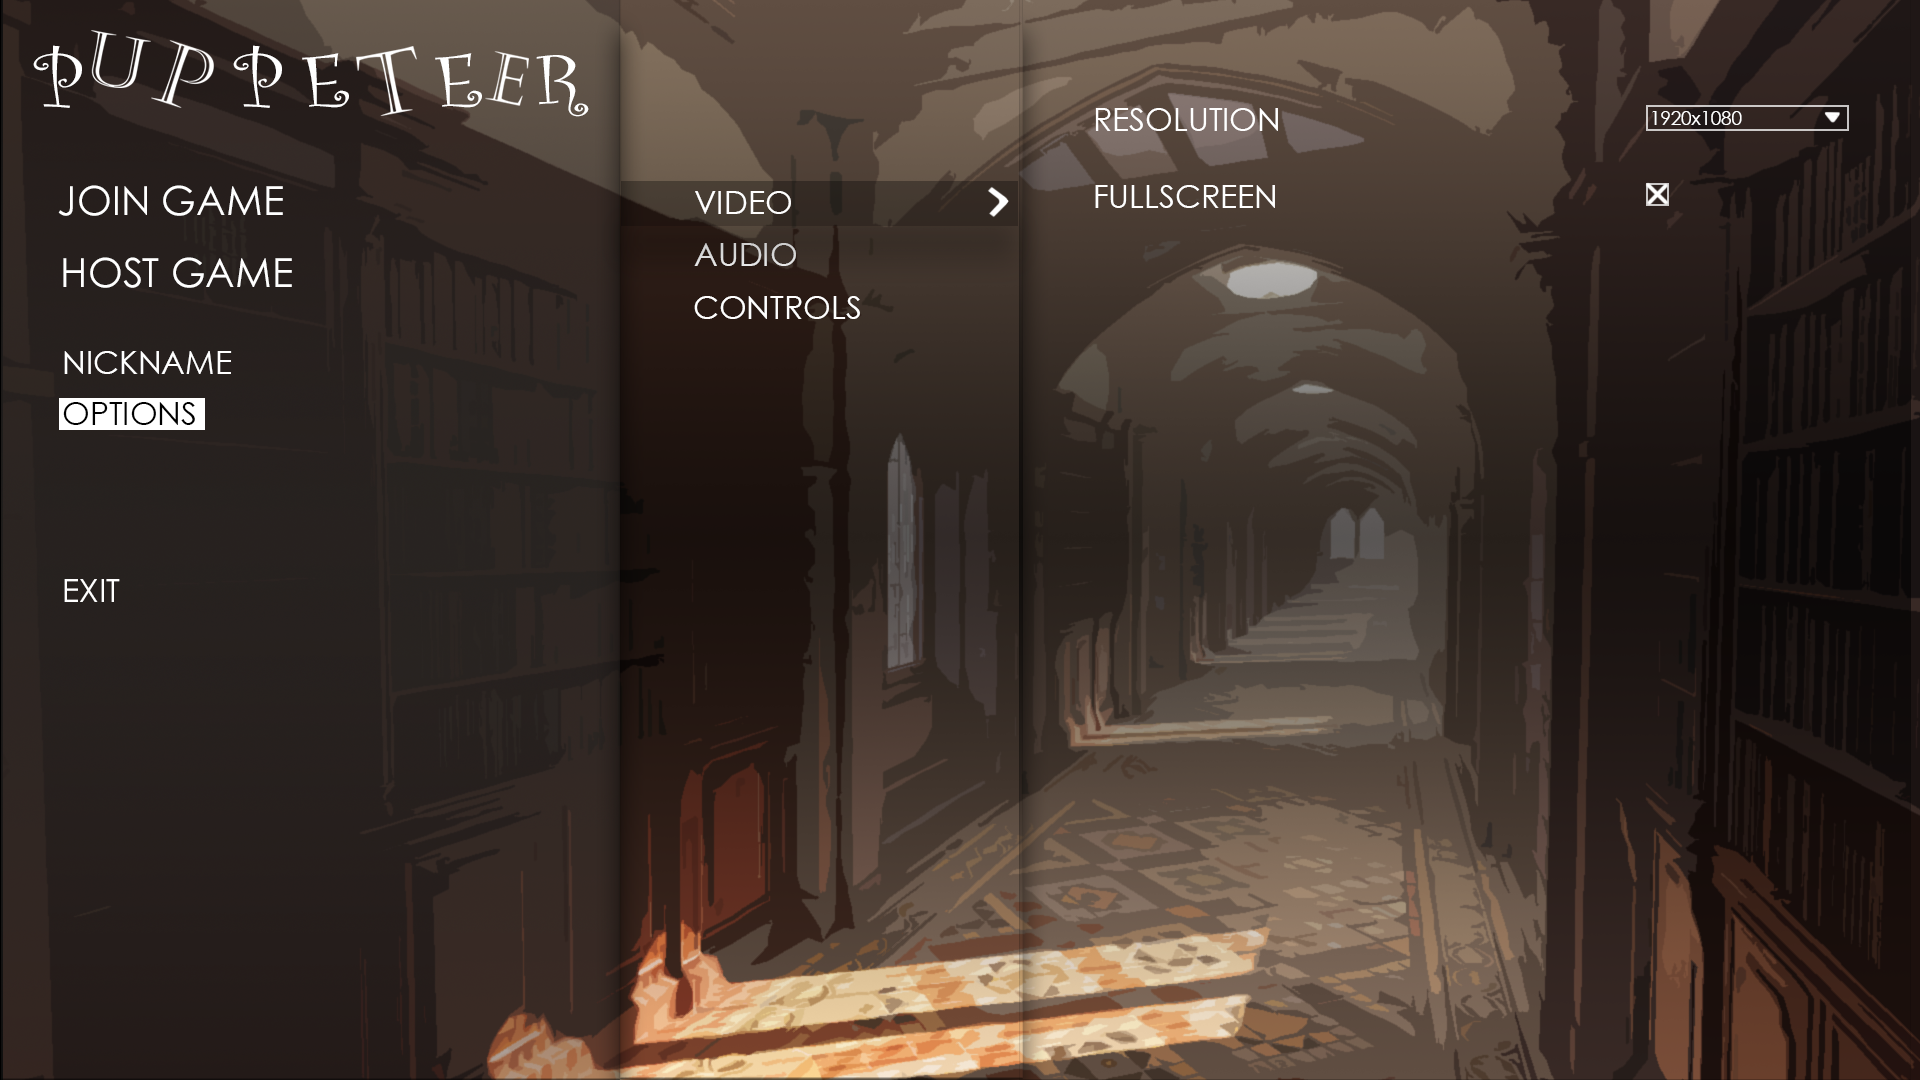 PUPPETEER
JOIN GAME
HOST GAME
NICKNAME
OPTIONS
EXIT
VIDEO
AUDIO
CONTROLS
RESOLUTION
1920x1080
FULLSCREEN